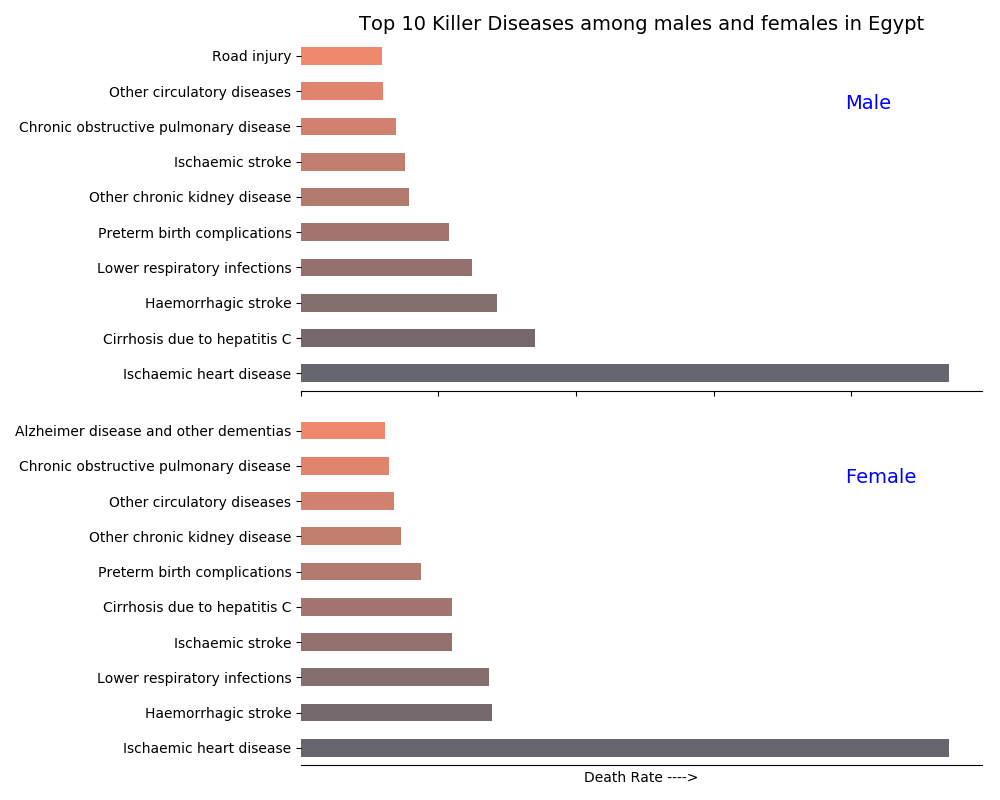 Top 10 Killer Diseases among males and females in Egypt
Road injury
Other circulatory diseases
Male
Chronic obstructive pulmonary disease
Ischaemic stroke
Other chronic kidney disease
Preterm birth complications
Lower respiratory infections
Haemorrhagic stroke
Cirrhosis due to hepatitis C
Ischaemic heart disease
Alzheimer disease and other dementias
Chronic obstructive pulmonary disease
Female
Other circulatory diseases
Other chronic kidney disease
Preterm birth complications
Cirrhosis due to hepatitis C
Ischaemic stroke
Lower respiratory infections
Haemorrhagic stroke
Ischaemic heart disease
Death Rate ---->